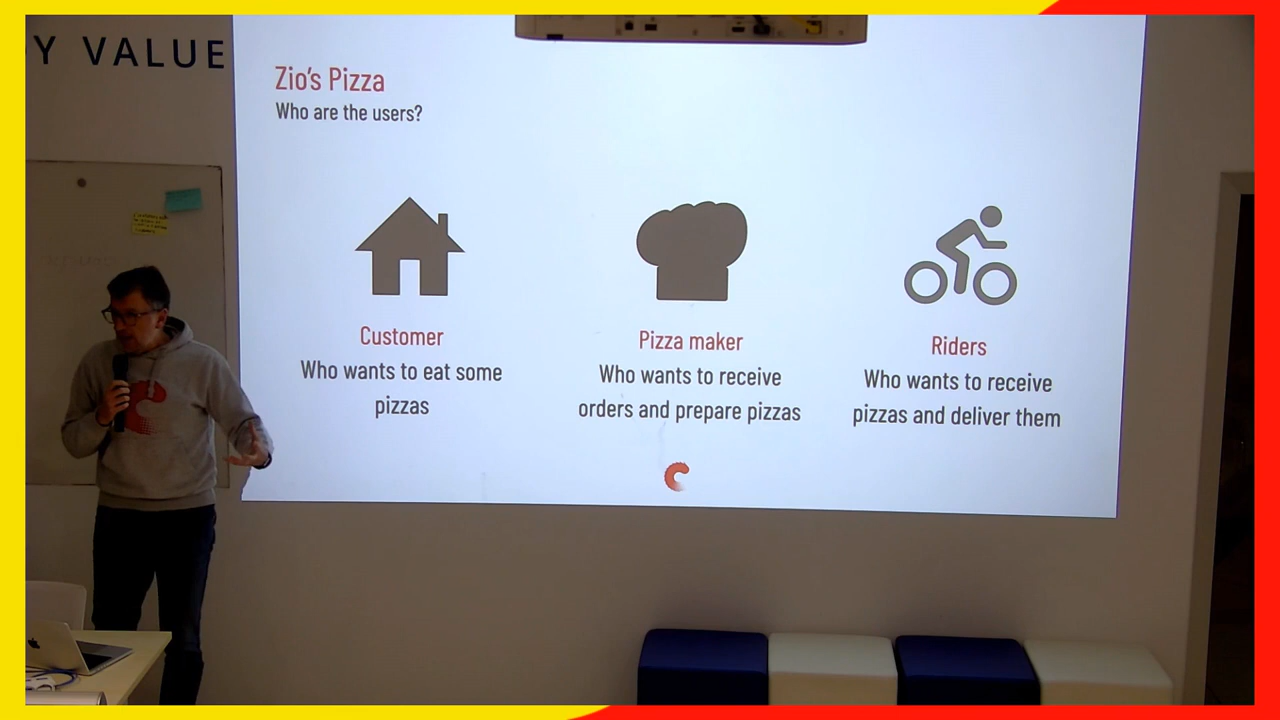 Y VALUE
Zio's Pizza
Who are the users?
Customer
Who wants to eat some
pizzas
Pizza maker
Who wants to receive
orders and prepare pizzas
Riders
Who wants to receive
pizzas and deliver them